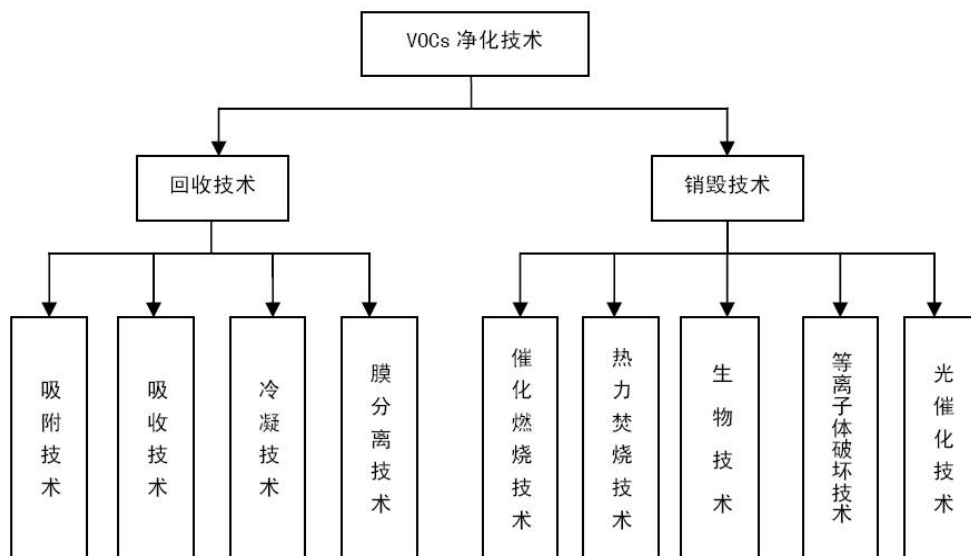 VOCs 净化技术
回收技术
销毁技术
吸附技术
吸收技术
冷凝技术
膜分离技术
催化燃烧技术
热力焚烧技术
生物技术
等离子体破坏技术
光催化技术